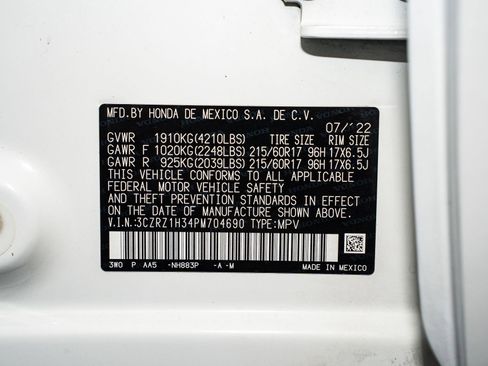 MFD.BY HONDA DE MEXICO S.A. DE C.V.
07/'22
GVWR 1910KG(4210LBS) TIRE SIZE RIM SIZE
GAWR F 1020KG(2248LBS) 215/60R17 96H 17X6.5J
GAWR R 925KG(2039LBS) 215/60R17 96H 17X6.5J
THIS VEHICLE CONFORMS TO ALL APPLICABLE
FEDERAL MOTOR VEHICLE SAFETY
AND THEFT PREVENTION STANDARDS IN EFFECT
ON THE DATE OF MANUFACTURE SHOWN ABOVE.
V.I.N.:3CZRZ1H34PM704690 TYPE:MPV
3W0 P AA5 -NH883P -A -M
MADE IN MEXICO